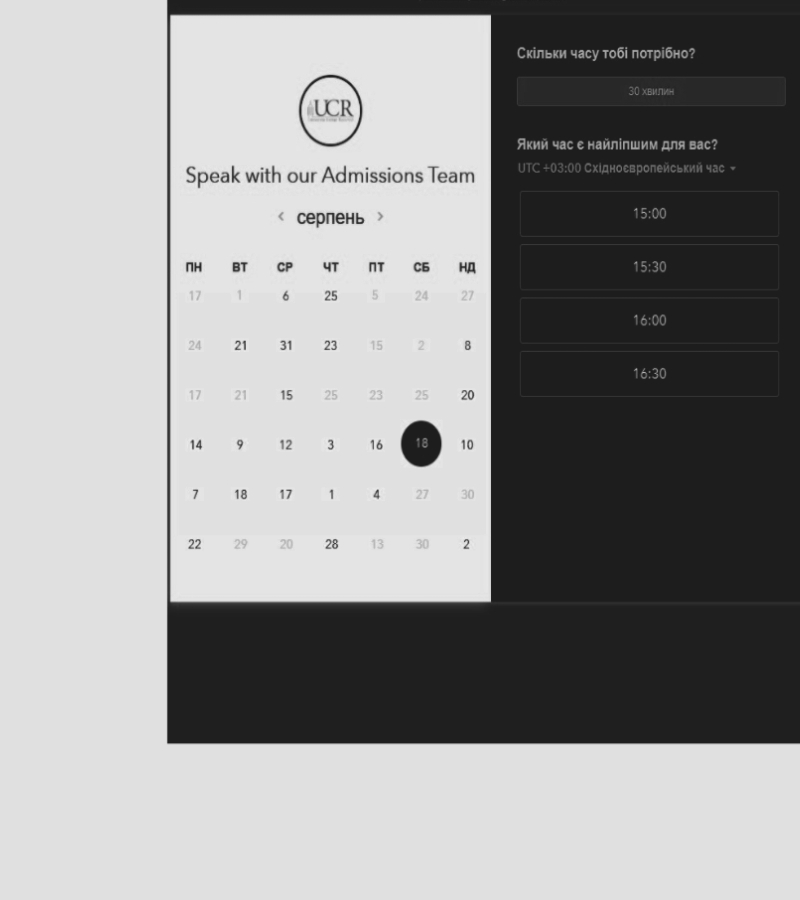 UCR
Speak with our Admissions Team
< серпень >
ПН ВТ СР ЧТ ПТ СБ НД
17 1 6 25 5 24 27
24 21 31 23 15 2 8
17 21 15 25 23 25 20
14 9 12 3 16 18 10
7 18 17 1 4 27 30
22 29 20 28 13 30 2
Скільки часу тобі потрібно?
30 хвилин
Який час є найліпшим для вас?
UTC +03:00 Східноєвропейський час
15:00
15:30
16:00
16:30